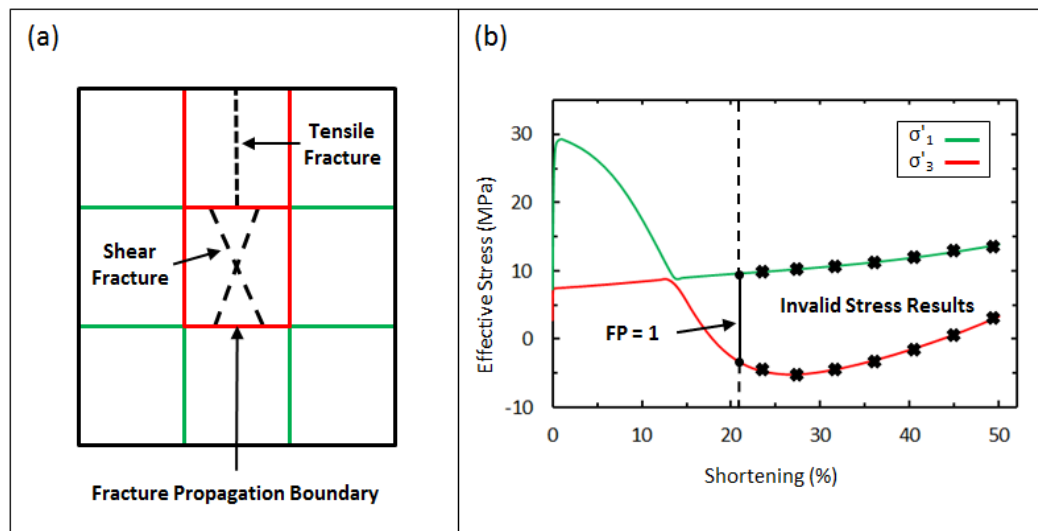 (a)
Tensile
Fracture
Shear
Fracture
Fracture Propagation Boundary
(b)
Effective Stress (MPa)
30
20
10
0
-10
σ'1
σ'3
FP = 1
Invalid Stress Results
0 10 20 30 40 50
Shortening (%)